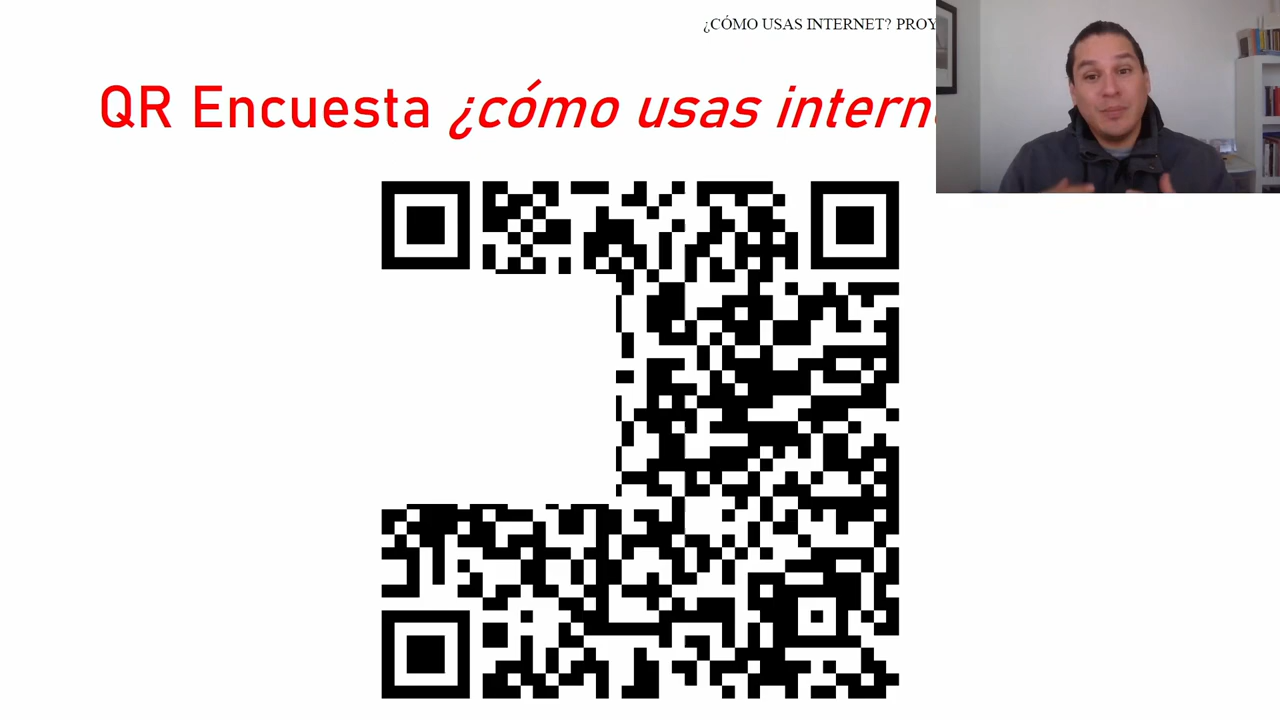 ¿CÓMO USAS INTERNET? PROY
QR Encuesta ¿cómo usas intern